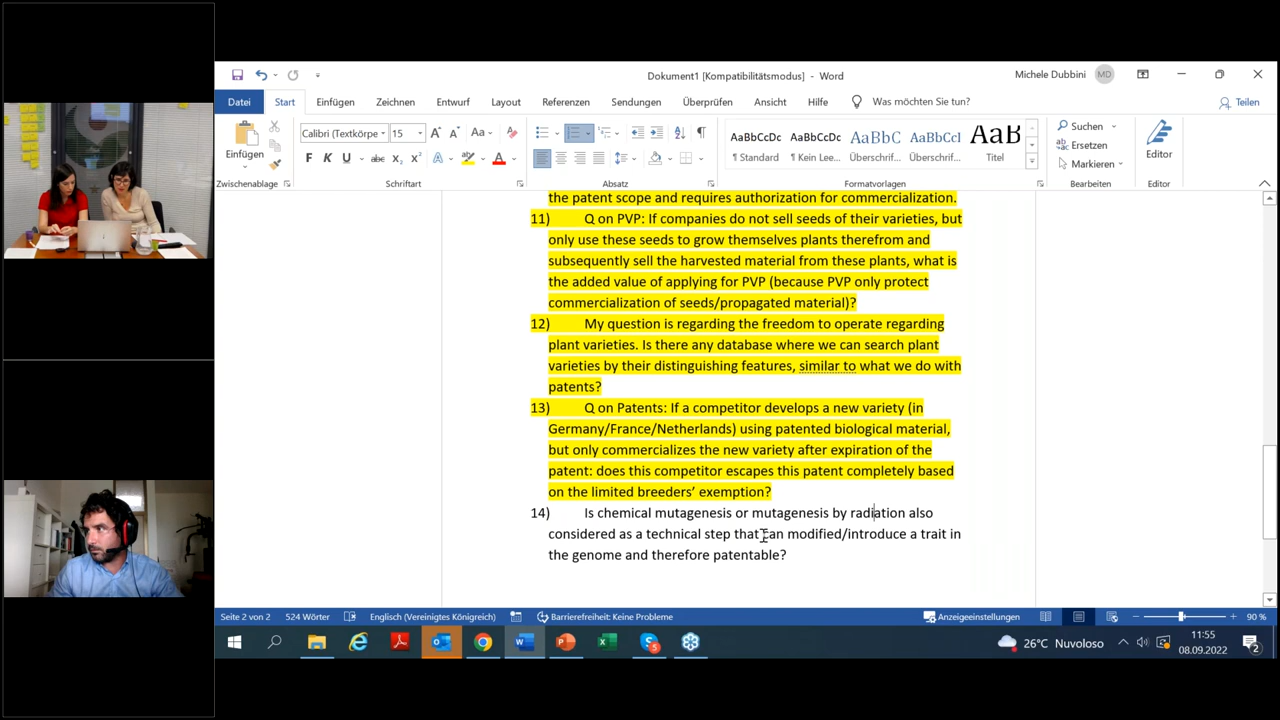 Dokument1 [Kompatibilitätsmodus] - Word
Michele Dubbini
MD
Datei Start Einfügen Zeichnen Entwurf Layout Referenzen Sendungen Überprüfen Ansicht Hilfe Was möchten Sie tun? Teilen
Einfügen
Calibri (Textkörpe
15
Aa
F K U abc x₂ x²
AaBbCcDc AaBbCcDc AaBbC AaBbCcI AaB
¶ Standard ¶ Kein Lee... Überschrif... Überschrif... Titel
Suchen
Ersetzen
Markieren
Editor
Zwischenablage Schriftart Absatz Formatvorlagen Bearbeiten Editor
the patent scope and requires authorization for commercialization.
11) Q on PVP: If companies do not sell seeds of their varieties, but
only use these seeds to grow themselves plants therefrom and
subsequently sell the harvested material from these plants, what is
the added value of applying for PVP (because PVP only protect
commercialization of seeds/propagated material)?
12) My question is regarding the freedom to operate regarding
plant varieties. Is there any database where we can search plant
varieties by their distinguishing features, similar to what we do with
patents?
13) Q on Patents: If a competitor develops a new variety (in
Germany/France/Netherlands) using patented biological material,
but only commercializes the new variety after expiration of the
patent: does this competitor escapes this patent completely based
on the limited breeders’ exemption?
14) Is chemical mutagenesis or mutagenesis by radiation also
considered as a technical step that can modified/introduce a trait in
the genome and therefore patentable?
Seite 2 von 2 524 Wörter Englisch (Vereinigtes Königreich) Barrierefreiheit: Keine Probleme Anzeigeeinstellungen 90 %
26°C Nuvoloso
11:55
08.09.2022
2